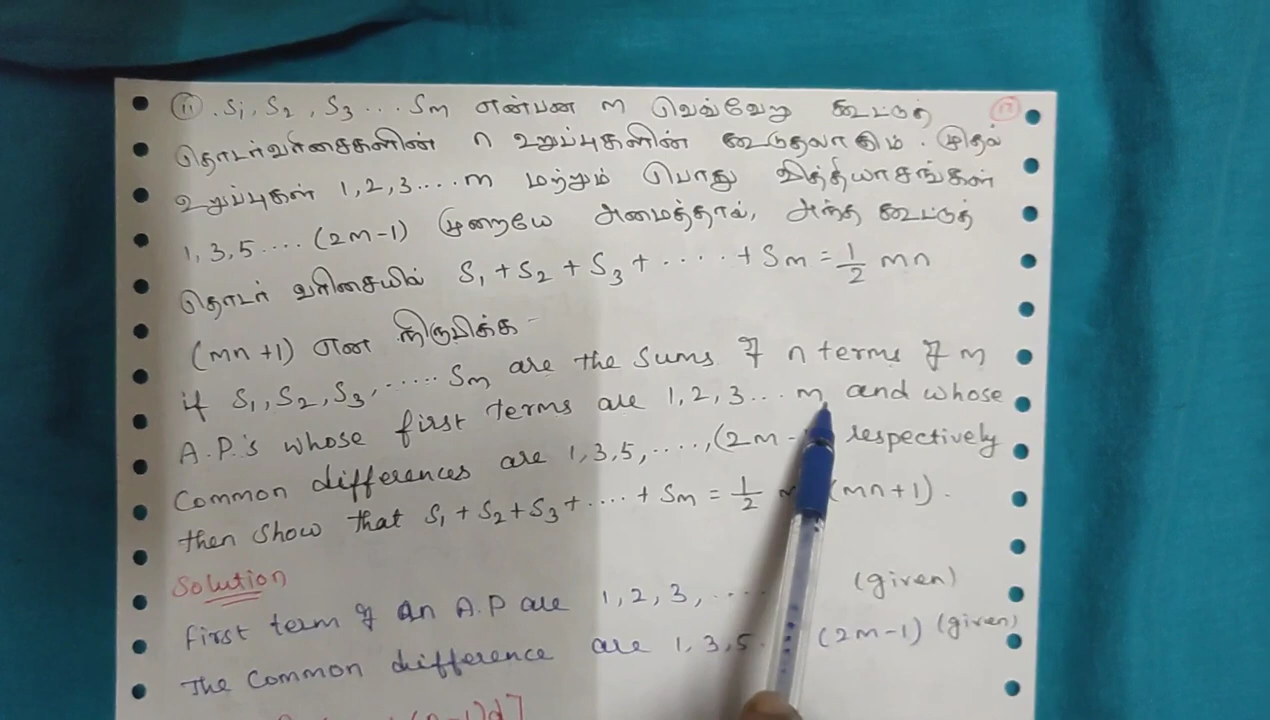 (11). S1, S2, S3 ... Sm என்பன m வெவ்வேறு கூட்டுத்
17
தொடர்வரிசைகளின் n உறுப்புகளின் கூடுதலாகும். முதல்
உறுப்புகள் 1, 2, 3 .... m மற்றும் பொது வித்தியாசங்கள்
1, 3, 5 .... (2m-1) முறையே அமைத்தால், அந்த கூட்டுத்
தொடர் வரிசையில் S1 + S2 + S3 + ..... + Sm = 1/2 mn
(mn+1) என நிருபிக்க -
if S1, S2, S3, ..... Sm are the sums of n terms of m
A.P.'s whose first terms are 1, 2, 3 ... m, and whose
Common differences are 1, 3, 5, ....., (2m - respectively
then show that S1 + S2 + S3 + .... + Sm = 1/2 (mn+1).
Solution
first term of an A.P are 1, 2, 3, .... (given)
The Common difference are 1, 3, 5. (2m-1) (given)
-1)d]